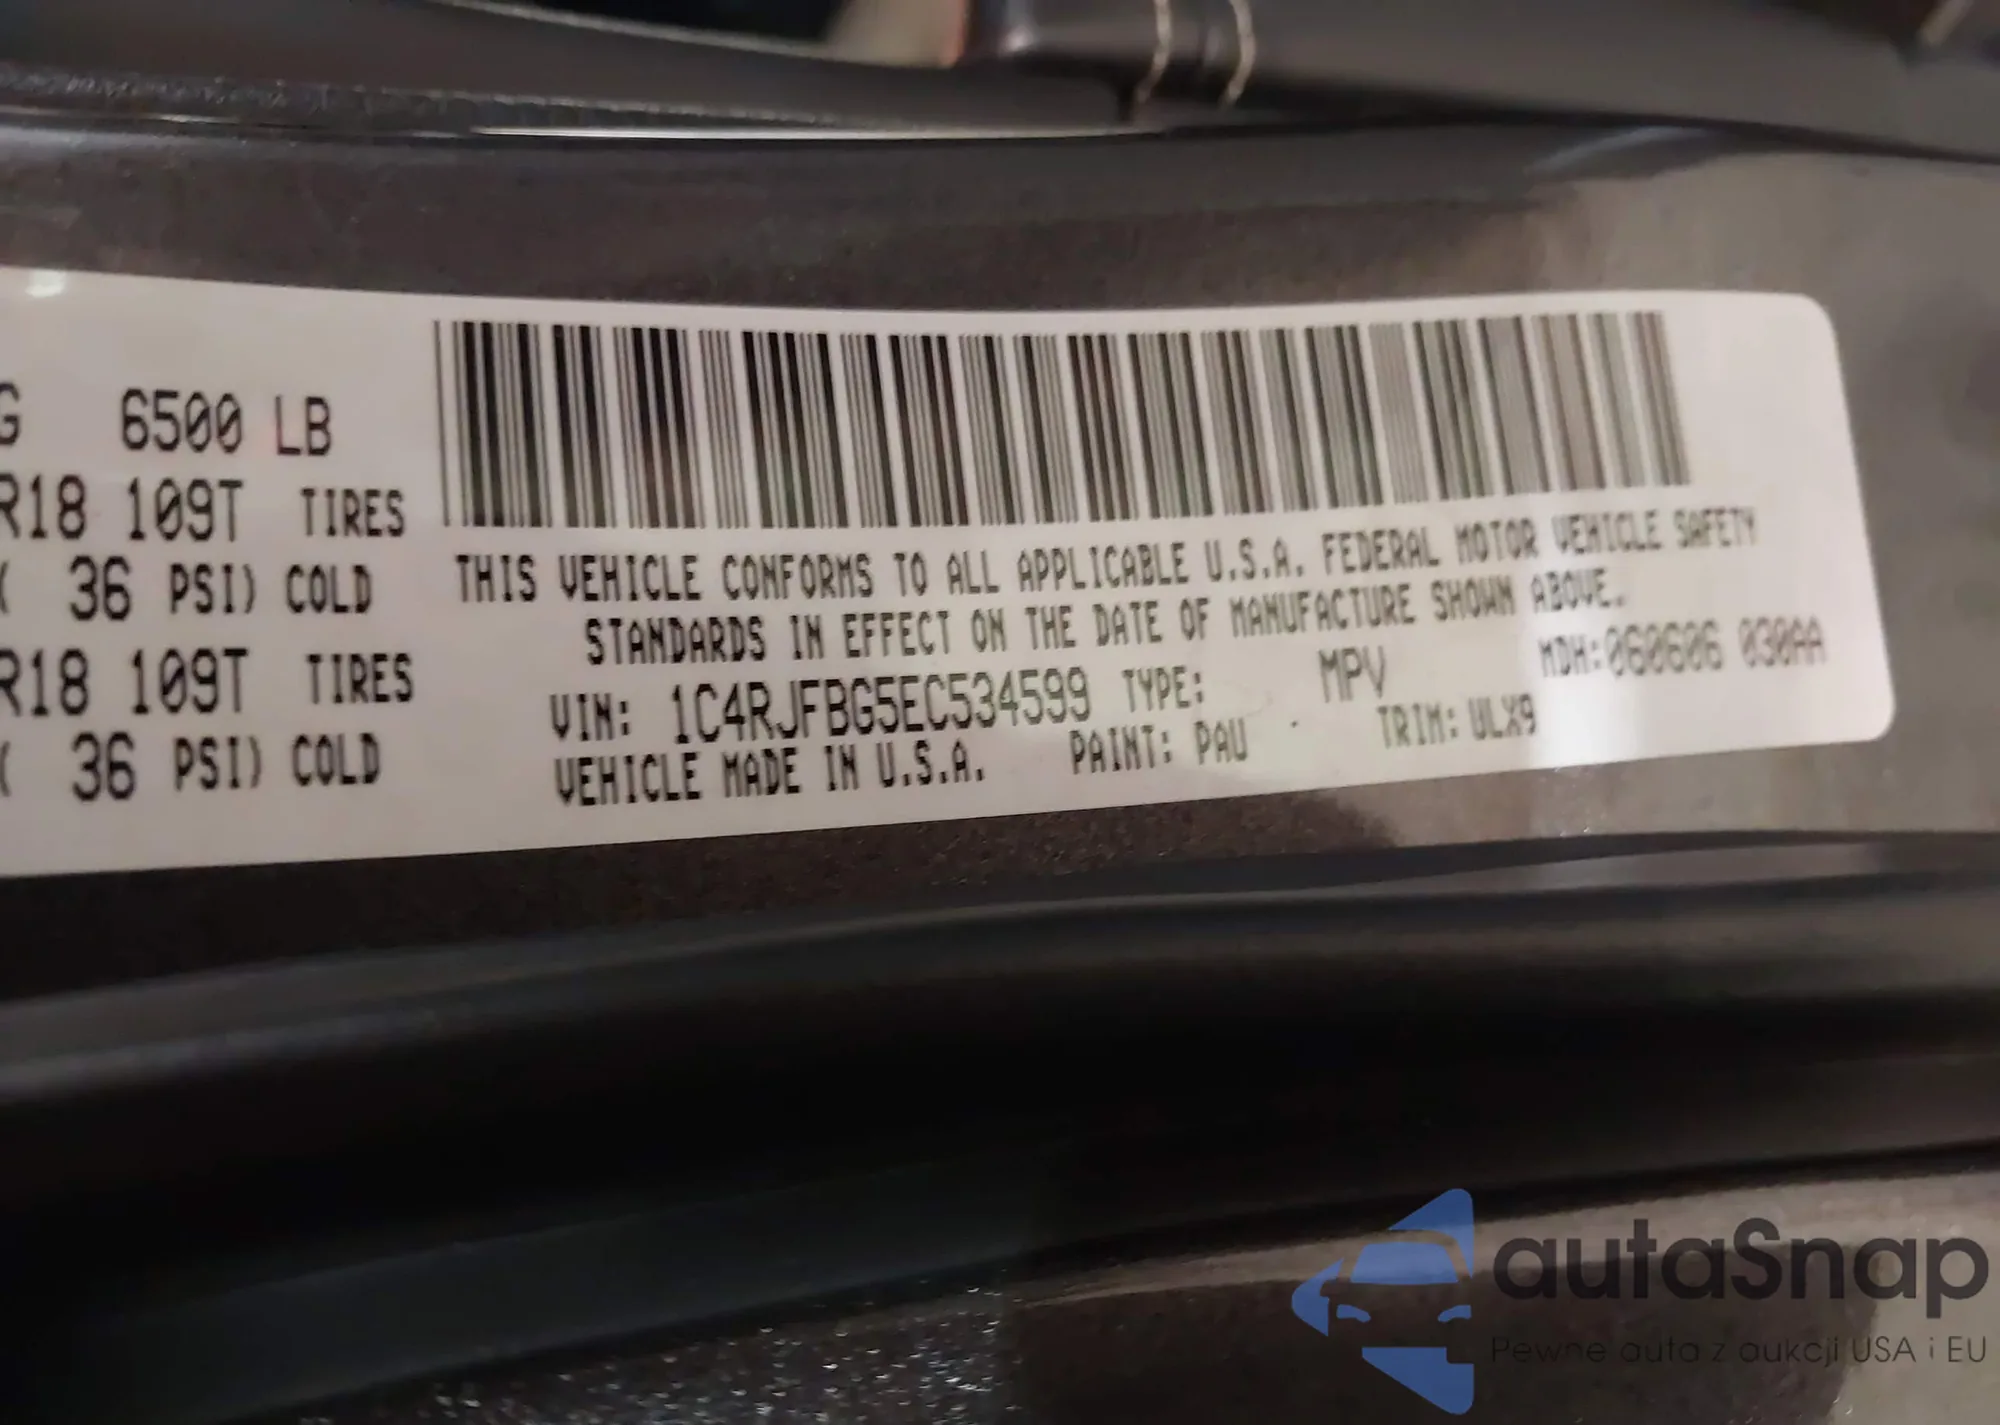 G 6500 LB
R18 109T TIRES
( 36 PSI) COLD
R18 109T TIRES
( 36 PSI) COLD
THIS VEHICLE CONFORMS TO ALL APPLICABLE U.S.A. FEDERAL MOTOR VEHICLE SAFETY
STANDARDS IN EFFECT ON THE DATE OF MANUFACTURE SHOWN ABOVE.
MDH:060606 030AA
VIN: 1C4RJFBG5EC534599 TYPE: MPV
VEHICLE MADE IN U.S.A. PAINT: PAU TRIM: ULX9
autaSnap
Pewne auta z aukcji USA i EU